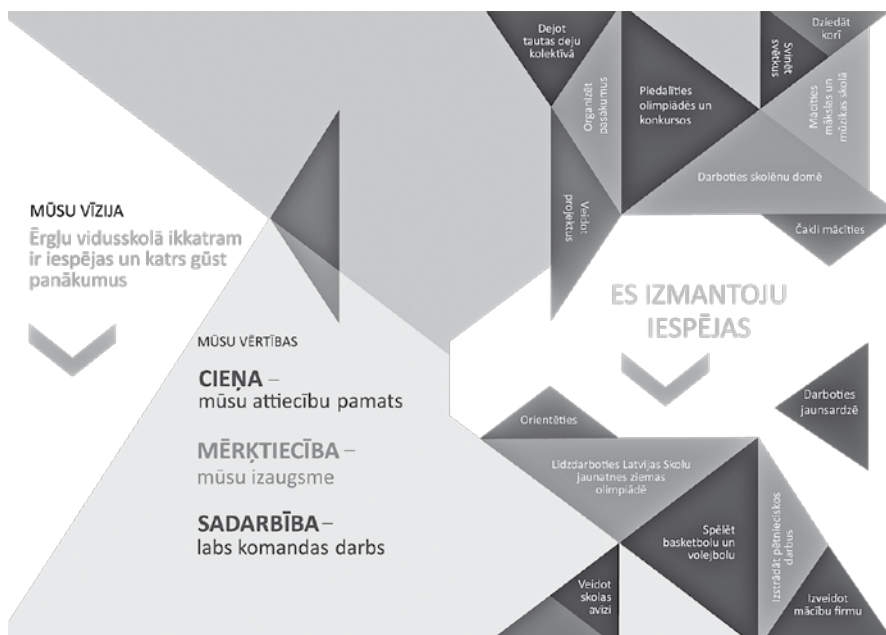 MŪSU VĪZIJA
Ērgļu vidusskolā ikkatram
ir iespējas un katrs gūst
panākumus
MŪSU VĒRTĪBAS
CIEŅA –
mūsu attiecību pamats
MĒRĶTIECĪBA –
mūsu izaugsme
SADARBĪBA –
labs komandas darbs
Dejot
tautas deju
kolektīvā
Organizēt
pasākumus
Piedalīties
olimpiādēs un
konkursos
Svinēt
svētkus
Dziedāt
korī
Mācīties
mākslas un
mūzikas skolā
Veidot
projektus
Darboties skolēnu domē
Čakli mācīties
ES IZMANTOJU
IESPĒJAS
Darboties
jaunsardzē
Orientēties
Līdzdarboties Latvijas Skolu
jaunatnes ziemas
olimpiādē
Spēlēt
basketbolu un
volejbolu
Izstrādāt pētnieciskos
darbus
Veidot
skolas
avīzi
Izveidot
mācību firmu